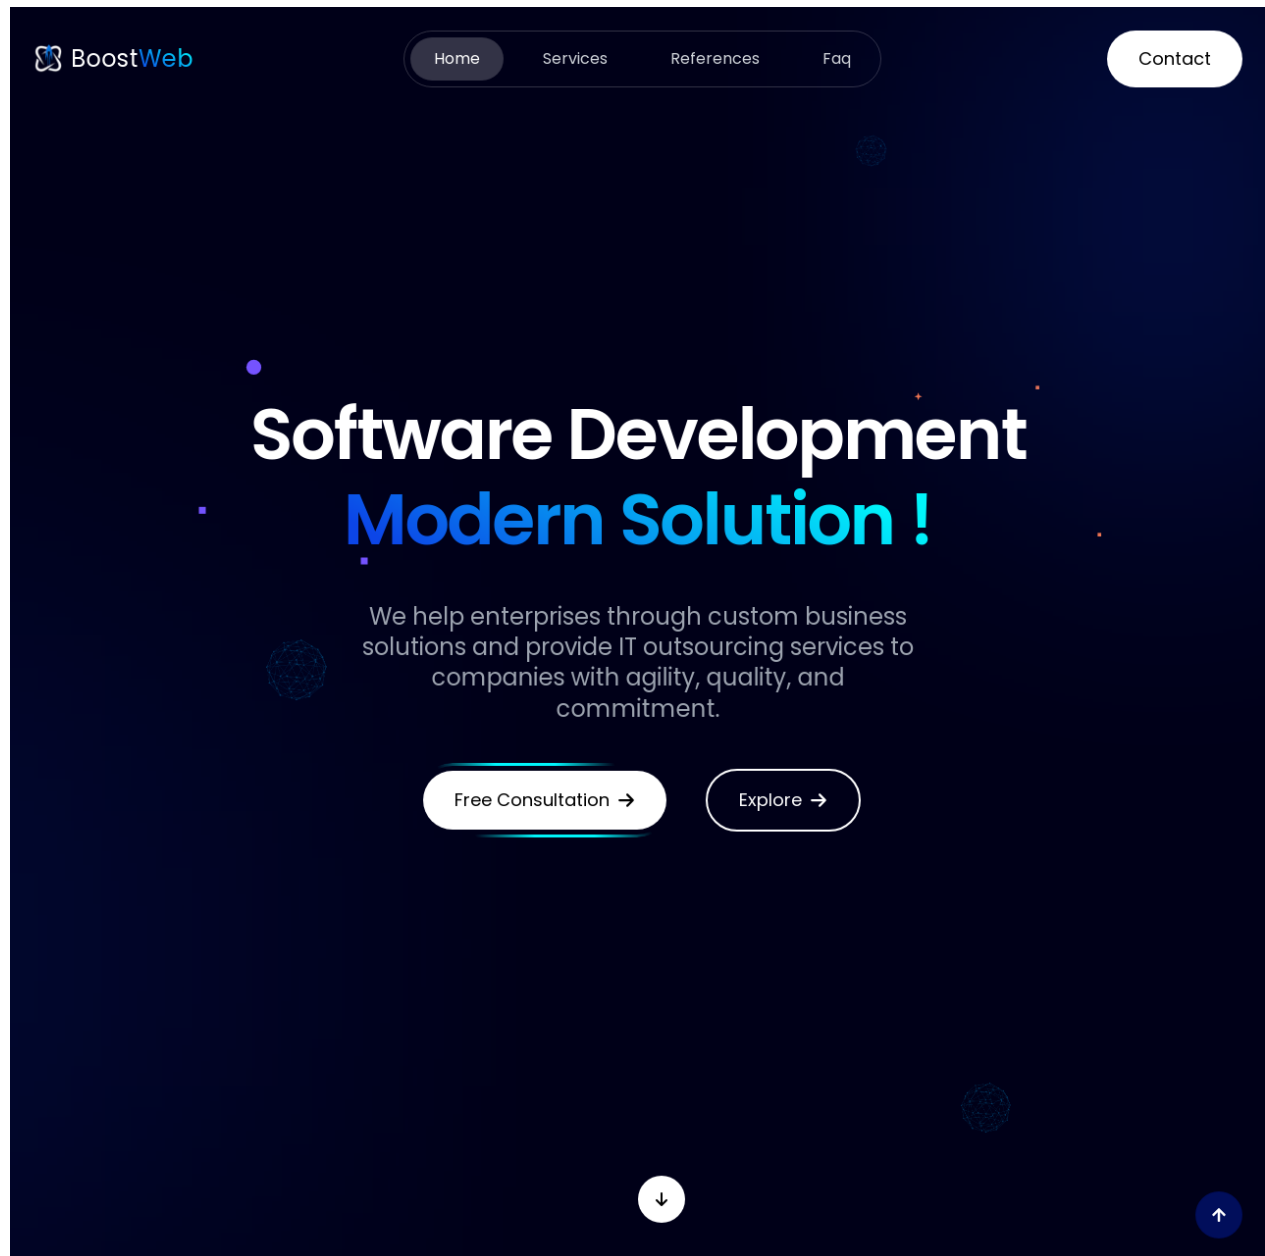 BoostWeb
Home Services References Faq
Contact
Software Development
Modern Solution !
We help enterprises through custom business
solutions and provide IT outsourcing services to
companies with agility, quality, and
commitment.
Free Consultation
Explore